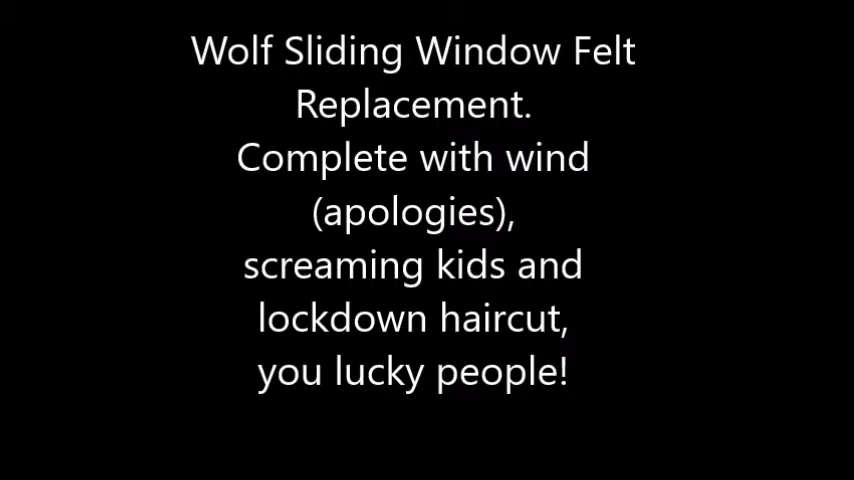 Wolf Sliding Window Felt
Replacement.
Complete with wind
(apologies),
screaming kids and
lockdown haircut,
you lucky people!